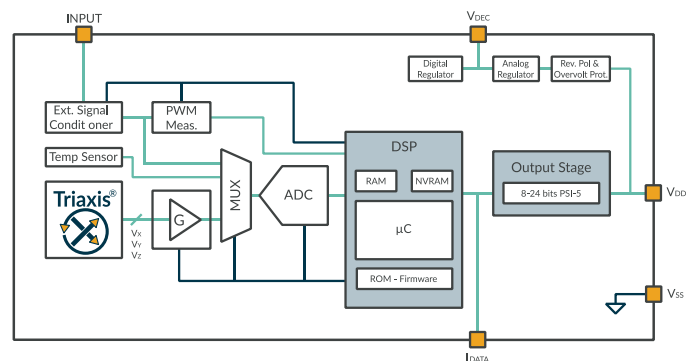 INPUT
VDEC
Digital
Regulator
Analog
Regulator
Rev. Pol &
Overvolt Prot.
Ext. Signal
Condit oner
PWM
Meas.
Temp Sensor
Triaxis®
VX
VY
VZ
G
MUX
ADC
DSP
RAM
NVRAM
µC
ROM - Firmware
Output Stage
8-24 bits PSI-5
VDD
VSS
IDATA